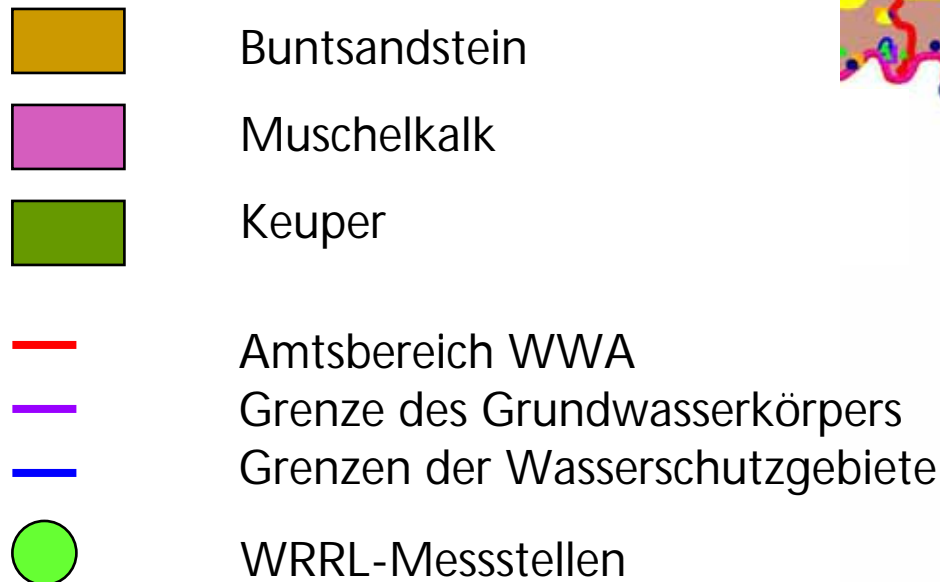 Buntsandstein
Muschelkalk
Keuper
Amtsbereich WWA
Grenze des Grundwasserkörpers
Grenzen der Wasserschutzgebiete
WRRL-Messstellen